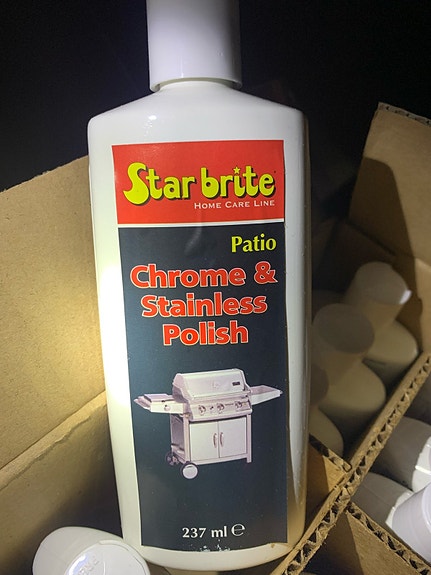 Star brite
HOME CARE LINE
Patio
Chrome &
Stainless
Polish
237 ml ℮